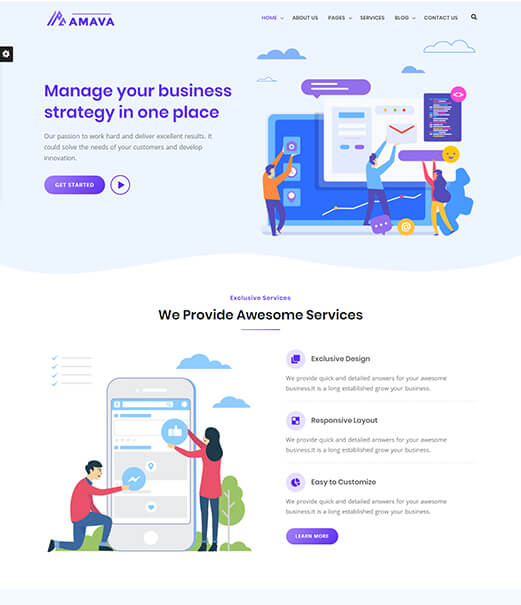 AMAVA
HOME ABOUT US PAGES SERVICES BLOG CONTACT US
Manage your business
strategy in one place
Our passion to work hard and deliver excellent results. It
could solve the needs of your customers and develop
innovation.
GET STARTED
Exclusive Services
We Provide Awesome Services
Exclusive Design
We provide quick and detailed answers for your awesome
business.It is a long established grow your business.
Responsive Layout
We provide quick and detailed answers for your awesome
business.It is a long established grow your business.
Easy to Customize
We provide quick and detailed answers for your awesome
business.It is a long established grow your business.
LEARN MORE